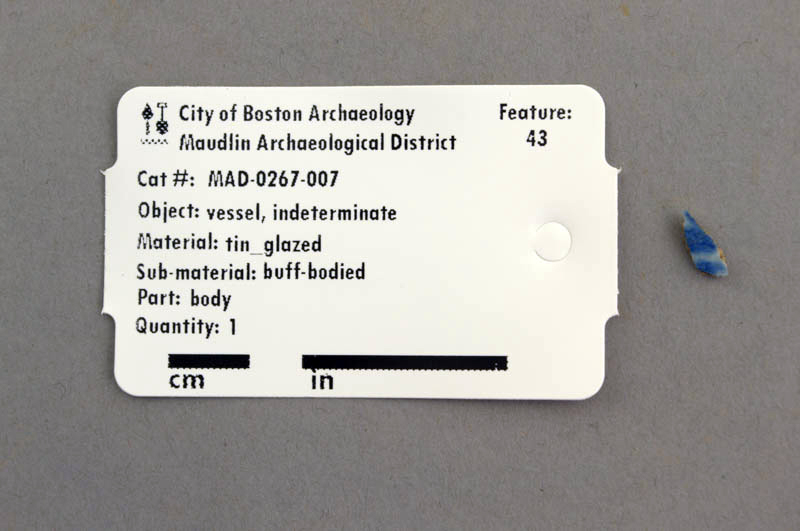 City of Boston Archaeology
Maudlin Archaeological District
Feature:
43
Cat #: MAD-0267-007
Object: vessel, indeterminate
Material: tin_glazed
Sub-material: buff-bodied
Part: body
Quantity: 1
cm
in